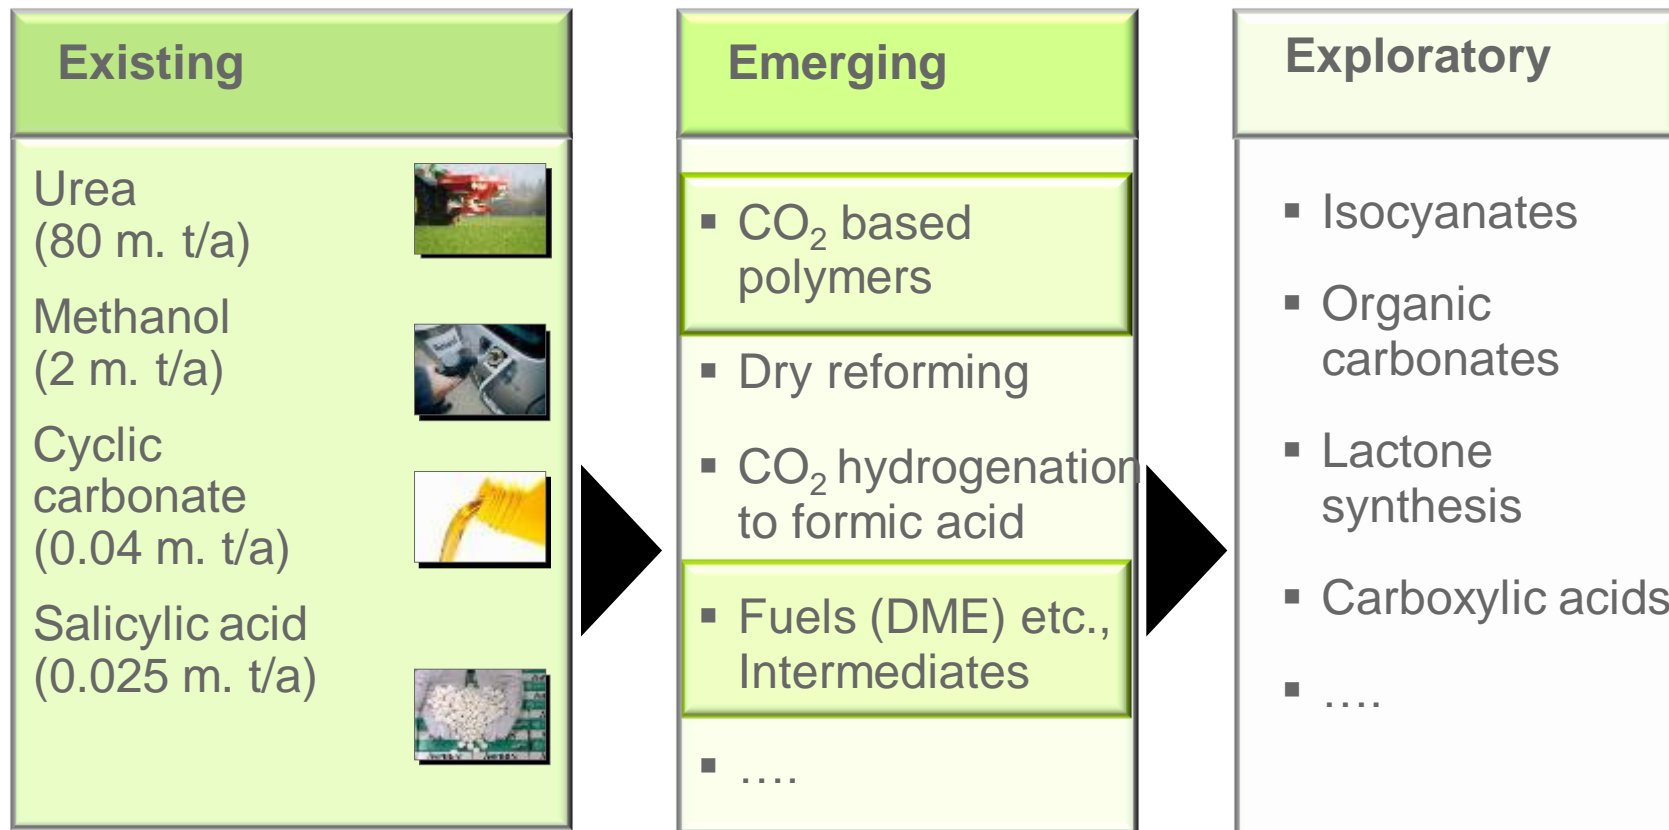 Existing
Urea
(80 m. t/a)
Methanol
(2 m. t/a)
Cyclic
carbonate
(0.04 m. t/a)
Salicylic acid
(0.025 m. t/a)
Emerging
▪ CO₂ based
polymers
▪ Dry reforming
▪ CO₂ hydrogenation
to formic acid
▪ Fuels (DME) etc.,
Intermediates
▪ ….
Exploratory
▪ Isocyanates
▪ Organic
carbonates
▪ Lactone
synthesis
▪ Carboxylic acids
▪ ….